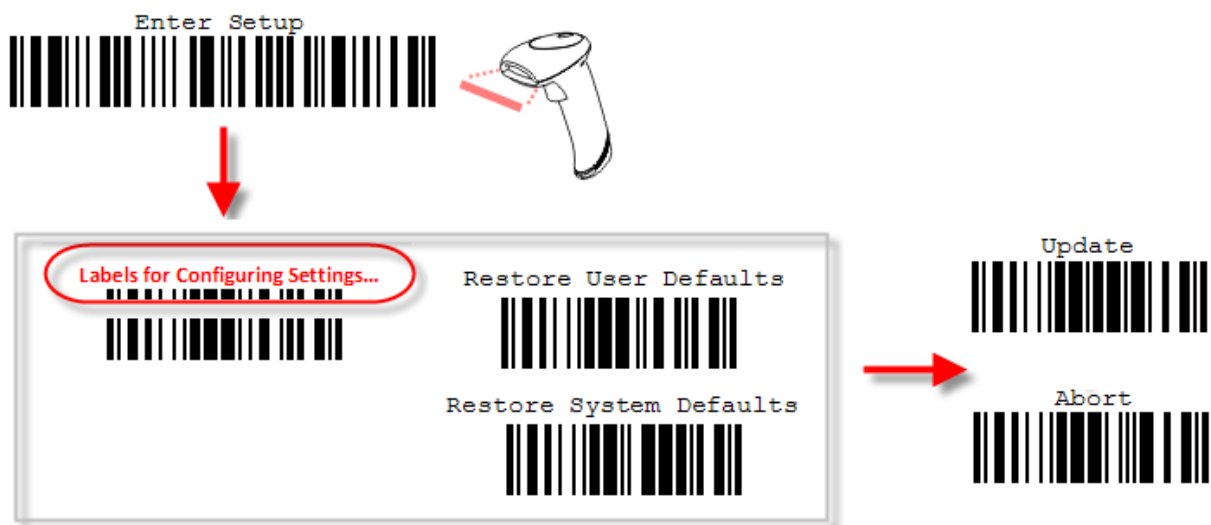 Enter Setup
Labels for Configuring Settings...
Restore User Defaults
Restore System Defaults
Update
Abort